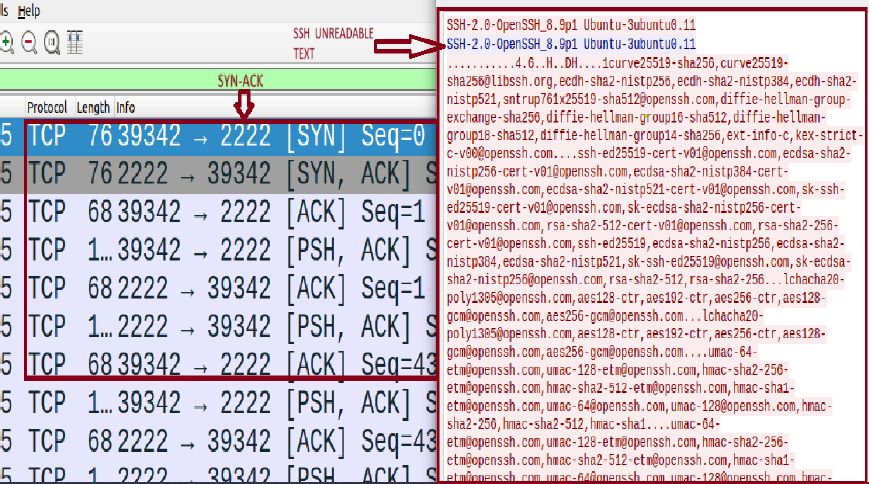 ls Help
SSH UNREADABLE
TEXT
SYN-ACK
Protocol Length Info
5 TCP 76 39342 → 2222 [SYN] Seq=0
5 TCP 76 2222 → 39342 [SYN, ACK] S
5 TCP 68 39342 → 2222 [ACK] Seq=1
5 TCP 1… 39342 → 2222 [PSH, ACK] S
5 TCP 68 2222 → 39342 [ACK] Seq=1
5 TCP 1… 2222 → 39342 [PSH, ACK] S
5 TCP 68 39342 → 2222 [ACK] Seq=43
5 TCP 1… 39342 → 2222 [PSH, ACK] S
5 TCP 68 2222 → 39342 [ACK] Seq=43
5 TCP 1 2222 → 39342 [PSH, ACK] S
SSH-2.0-OpenSSH_8.9p1 Ubuntu-3ubuntu0.11
SSH-2.0-OpenSSH_8.9p1 Ubuntu-3ubuntu0.11
...........4.6..H..DH....1curve25519-sha256,curve25519-
sha256@libssh.org,ecdh-sha2-nistp256,ecdh-sha2-nistp384,ecdh-sha2-
nistp521,sntrup761x25519-sha512@openssh.com,diffie-hellman-group-
exchange-sha256,diffie-hellman-group16-sha512,diffie-hellman-
group18-sha512,diffie-hellman-group14-sha256,ext-info-c,kex-strict-
c-v00@openssh.com....ssh-ed25519-cert-v01@openssh.com,ecdsa-sha2-
nistp256-cert-v01@openssh.com,ecdsa-sha2-nistp384-cert-
v01@openssh.com,ecdsa-sha2-nistp521-cert-v01@openssh.com,sk-ssh-
ed25519-cert-v01@openssh.com,sk-ecdsa-sha2-nistp256-cert-
v01@openssh.com,rsa-sha2-512-cert-v01@openssh.com,rsa-sha2-256-
cert-v01@openssh.com,ssh-ed25519,ecdsa-sha2-nistp256,ecdsa-sha2-
nistp384,ecdsa-sha2-nistp521,sk-ssh-ed25519@openssh.com,sk-ecdsa-
sha2-nistp256@openssh.com,rsa-sha2-512,rsa-sha2-256...lchacha20-
poly1305@openssh.com,aes128-ctr,aes192-ctr,aes256-ctr,aes128-
gcm@openssh.com,aes256-gcm@openssh.com...lchacha20-
poly1305@openssh.com,aes128-ctr,aes192-ctr,aes256-ctr,aes128-
gcm@openssh.com,aes256-gcm@openssh.com....umac-64-
etm@openssh.com,umac-128-etm@openssh.com,hmac-sha2-256-
etm@openssh.com,hmac-sha2-512-etm@openssh.com,hmac-sha1-
etm@openssh.com,umac-64@openssh.com,umac-128@openssh.com,hmac-
sha2-256,hmac-sha2-512,hmac-sha1....umac-64-
etm@openssh.com,umac-128-etm@openssh.com,hmac-sha2-256-
etm@openssh.com,hmac-sha2-512-etm@openssh.com,hmac-sha1-
etm@openssh.com,umac-64@openssh.com,umac-128@openssh.com,hmac-